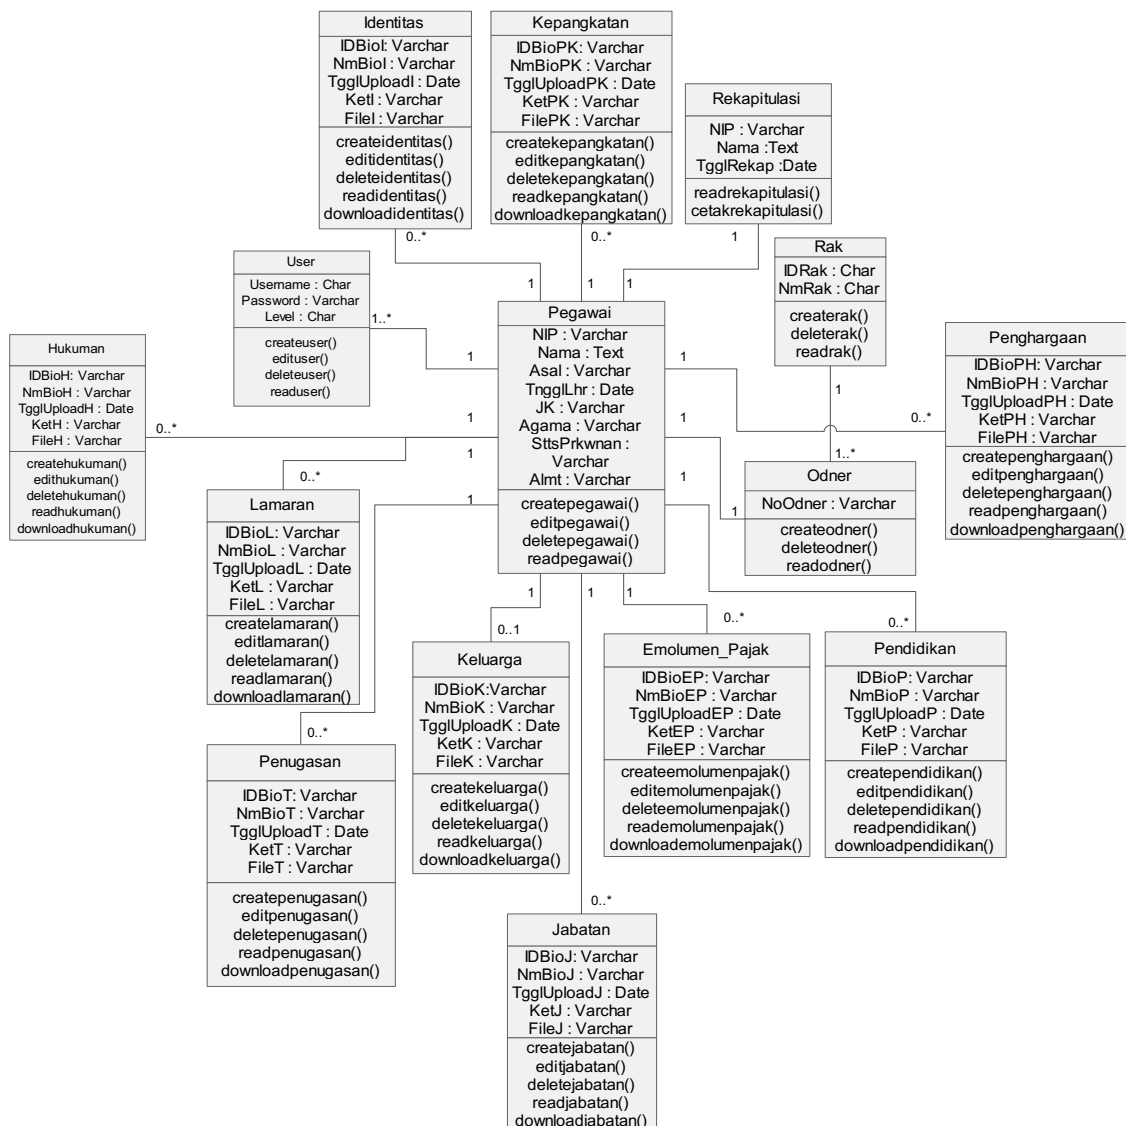 Identitas
IDBioI: Varchar
NmBioI : Varchar
TgglUploadI : Date
KetI : Varchar
FileI : Varchar
createidentitas()
editidentitas()
deleteidentitas()
readidentitas()
downloadidentitas()
0..*
1
Kepangkatan
IDBioPK: Varchar
NmBioPK : Varchar
TgglUploadPK : Date
KetPK : Varchar
FilePK : Varchar
createkepangkatan()
editkepangkatan()
deletekepangkatan()
readkepangkatan()
downloadkepangkatan()
0..*
1
Rekapitulasi
NIP : Varchar
Nama :Text
TgglRekap :Date
readrekapitulasi()
cetakrekapitulasi()
1
1
User
Username : Char
Password : Varchar
Level : Char
createuser()
edituser()
deleteuser()
readuser()
1..*
1
Pegawai
NIP : Varchar
Nama : Text
Asal : Varchar
TngglLhr : Date
JK : Varchar
Agama : Varchar
SttsPrkwnan :
Varchar
Almt : Varchar
createpegawai()
editpegawai()
deletepegawai()
readpegawai()
Rak
IDRak : Char
NmRak : Char
createrak()
deleterak()
readrak()
1
1..*
Penghargaan
IDBioPH: Varchar
NmBioPH : Varchar
TgglUploadPH : Date
KetPH : Varchar
FilePH : Varchar
createpenghargaan()
editpenghargaan()
deletepenghargaan()
readpenghargaan()
downloadpenghargaan()
0..*
1
Hukuman
IDBioH: Varchar
NmBioH : Varchar
TgglUploadH : Date
KetH : Varchar
FileH : Varchar
createhukuman()
edithukuman()
deletehukuman()
readhukuman()
downloadhukuman()
0..*
1
Odner
NoOdner : Varchar
createodner()
deleteodner()
readodner()
1
1
Lamaran
IDBioL: Varchar
NmBioL : Varchar
TgglUploadL : Date
KetL : Varchar
FileL : Varchar
createlamaran()
editlamaran()
deletelamaran()
readlamaran()
downloadlamaran()
0..*
1
Keluarga
IDBioK:Varchar
NmBioK : Varchar
TgglUploadK : Date
KetK : Varchar
FileK : Varchar
createkeluarga()
editkeluarga()
deletekeluarga()
readkeluarga()
downloadkeluarga()
0..1
1
Emolumen_Pajak
IDBioEP: Varchar
NmBioEP : Varchar
TgglUploadEP : Date
KetEP : Varchar
FileEP : Varchar
createemolumenpajak()
editemolumenpajak()
deleteemolumenpajak()
reademolumenpajak()
downloademolumenpajak()
0..*
1
Pendidikan
IDBioP: Varchar
NmBioP : Varchar
TgglUploadP : Date
KetP : Varchar
FileP : Varchar
creatependidikan()
editpendidikan()
deletependidikan()
readpendidikan()
downloadpendidikan()
0..*
1
Penugasan
IDBioT: Varchar
NmBioT : Varchar
TgglUploadT : Date
KetT : Varchar
FileT : Varchar
createpenugasan()
editpenugasan()
deletepenugasan()
readpenugasan()
downloadpenugasan()
0..*
1
Jabatan
IDBioJ: Varchar
NmBioJ : Varchar
TgglUploadJ : Date
KetJ : Varchar
FileJ : Varchar
createjabatan()
editjabatan()
deletejabatan()
readjabatan()
downloadjabatan()
0..*
1